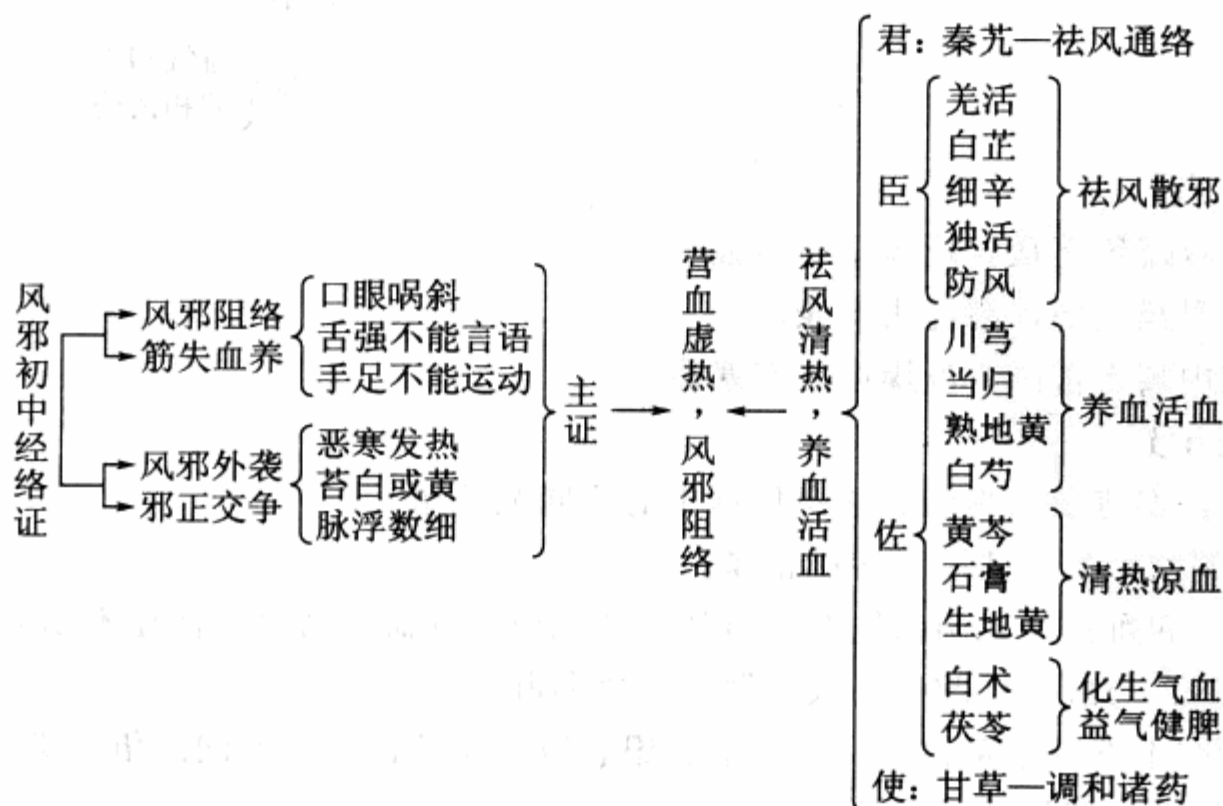 风邪初中经络证
风邪阻络
筋失血养
口眼㖞斜
舌强不能言语
手足不能运动
风邪外袭
邪正交争
恶寒发热
苔白或黄
脉浮数细
主证
营血虚热，风邪阻络
祛风清热，养血活血
君：秦艽—祛风通络
臣
羌活
白芷
细辛
独活
防风
祛风散邪
佐
川芎
当归
熟地黄
白芍
养血活血
黄芩
石膏
生地黄
清热凉血
白术
茯苓
化生气血
益气健脾
使：甘草—调和诸药